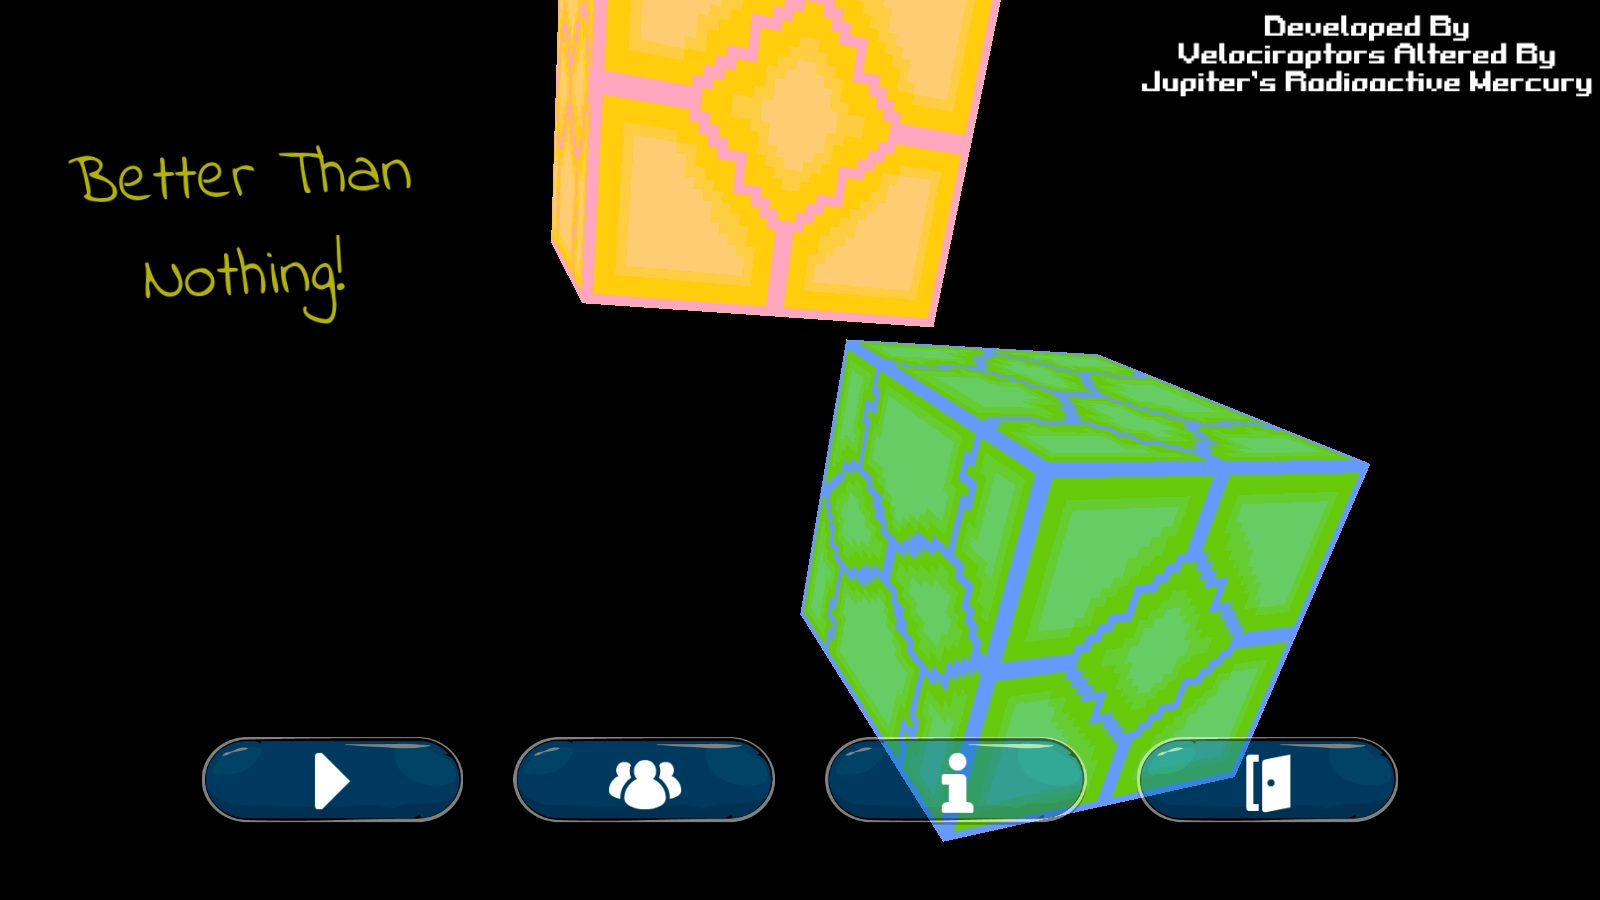 Developed By
Velociraptors Altered By
Jupiter's Radioactive Mercury
Better Than
Nothing!